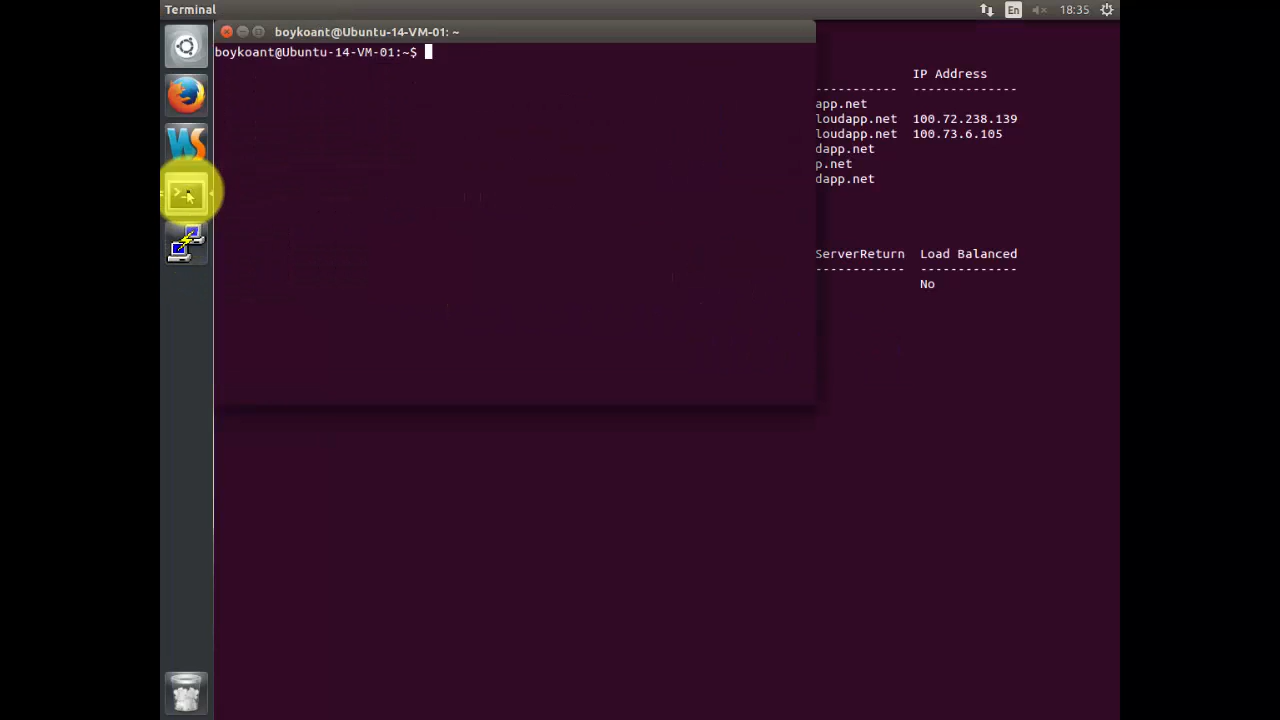 Terminal
En
18:35
boykoant@Ubuntu-14-VM-01: ~
boykoant@Ubuntu-14-VM-01:~$
IP Address
----------- --------------
app.net
loudapp.net 100.72.238.139
loudapp.net 100.73.6.105
dapp.net
p.net
dapp.net
ServerReturn Load Balanced
------------ -------------
No